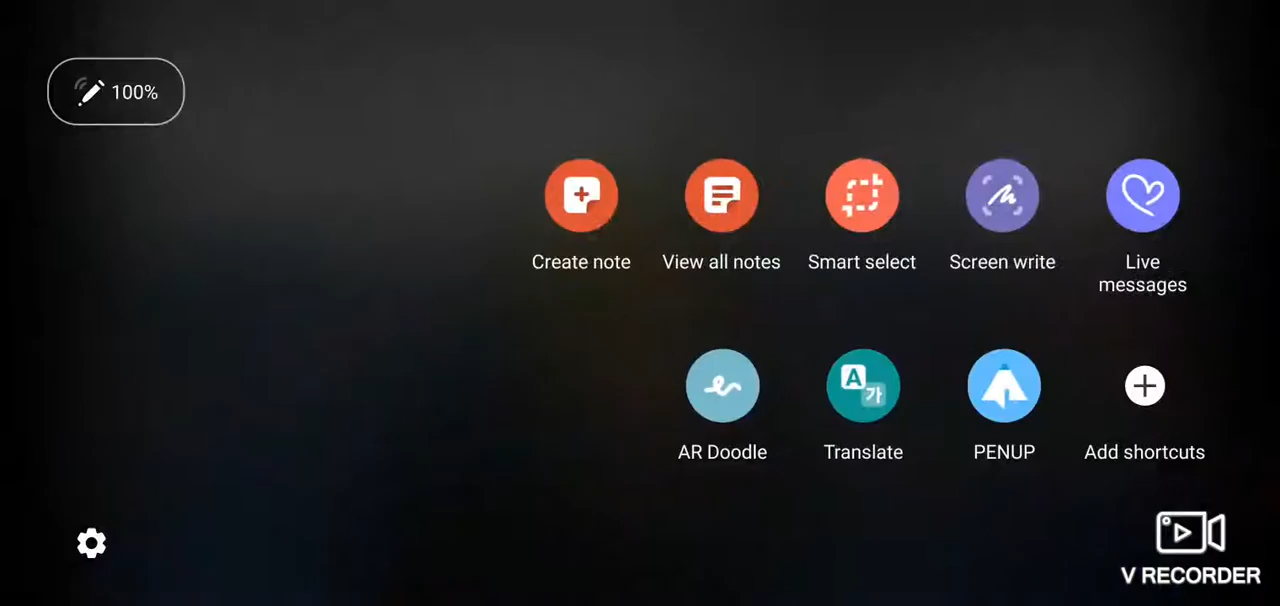 100%
Create note
View all notes
Smart select
Screen write
Live
messages
A
가
AR Doodle
Translate
PENUP
Add shortcuts
V RECORDER